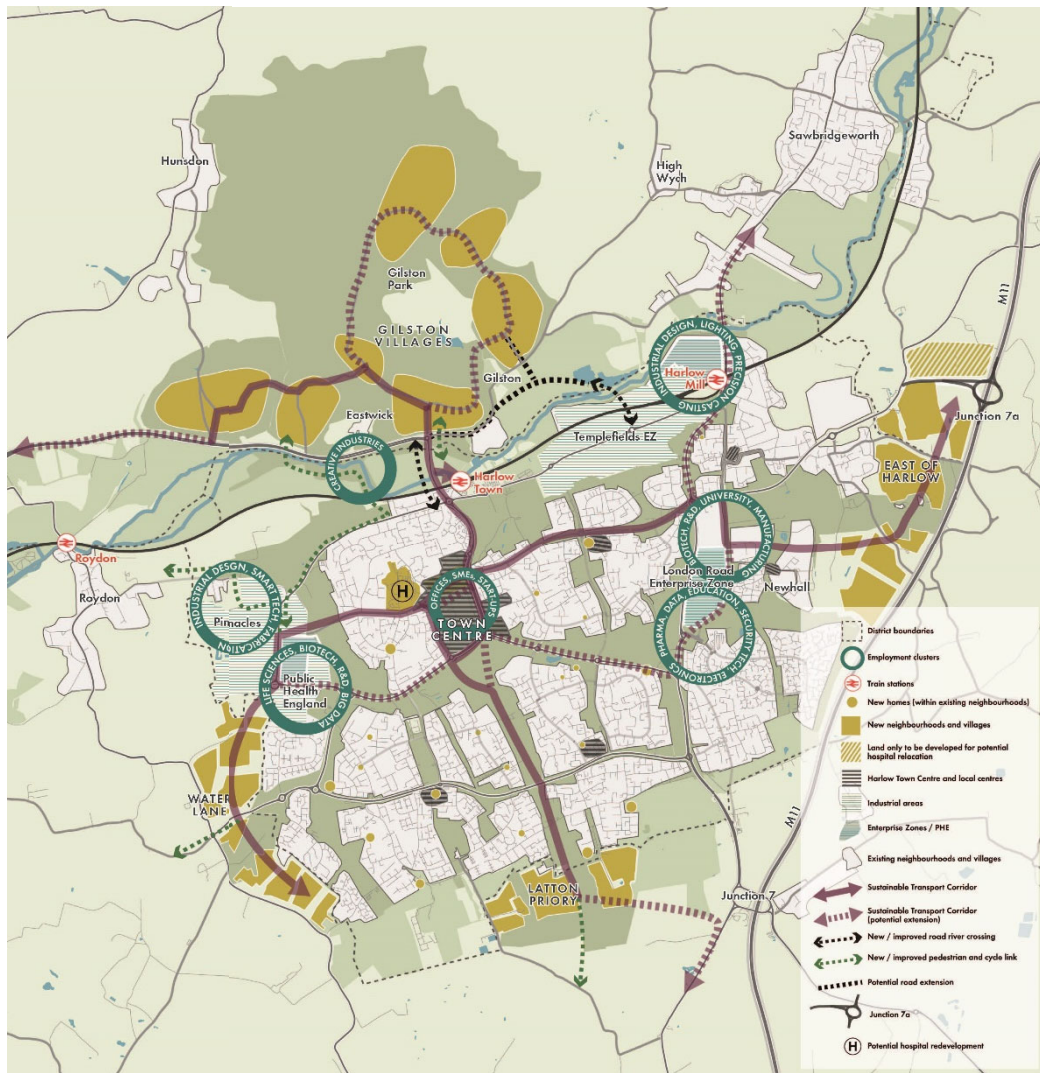 Sawbridgeworth
Hunsdon
High
Wych
M11
Gilston
Park
GILSTON
VILLAGES
INDUSTRIAL DESIGN, LIGHTING, PRECISION CASTING
Harlow
Mill
Gilston
Junction 7a
Eastwick
Templefields EZ
CREATIVE INDUSTRIES
Harlow
Town
EAST OF
HARLOW
BIOTECH, R&D, UNIVERSITY, MANUFACTURING
Roydon
Roydon
London Road
Enterprise Zone
Newhall
H
INDUSTRIAL DESGN, SMART TECH, FABRICATION
Pinnacles
OFFICES, SMEs, STARTUPS
TOWN
CENTRE
PHARMA, DATA, EDUCATION, SECURITY TECH, ELECTRONICS
LIFE SCIENCES, BIOTECH, R&D, BIG DATA
Public
Health
England
WATER
LANE
M11
LATTON
PRIORY
Junction 7
District boundaries
Employment clusters
Train stations
New homes (within existing neighbourhoods)
New neighbourhoods and villages
Land only to be developed for potential
hospital relocation
Harlow Town Centre and local centres
Industrial areas
Enterprise Zones / PHE
Existing neighbourhoods and villages
Sustainable Transport Corridor
Sustainable Transport Corridor
(potential extension)
New / improved road river crossing
New / improved pedestrian and cycle link
Potential road extension
Junction 7a
H Potential hospital redevelopment